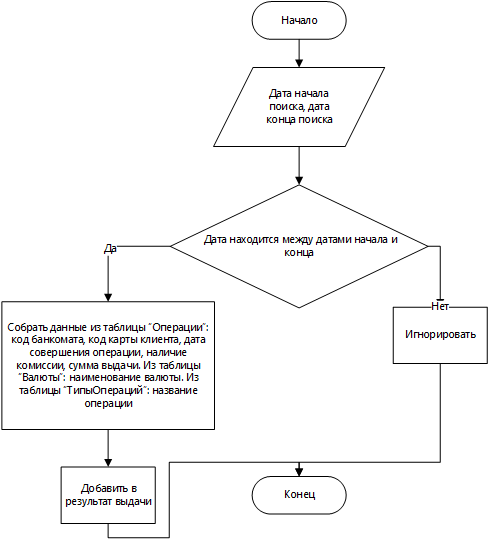 Начало
Дата начала
поиска, дата
конца поиска
Дата находится между датами начала и
конца
Да
Нет
Собрать данные из таблицы "Операции":
код банкомата, код карты клиента, дата
совершения операции, наличие
комиссии, сумма выдачи. Из таблицы
"Валюты": наименование валюты. Из
таблицы "ТипыОпераций": название
операции
Игнорировать
Добавить в
результат выдачи
Конец